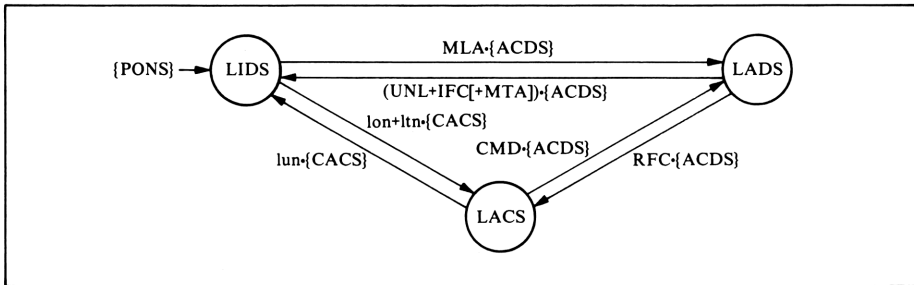 MLA·{ACDS}
{PONS}
LIDS
LADS
(UNL+IFC[+MTA])·{ACDS}
lon+ltn·{CACS}
lun·{CACS}
CMD·{ACDS}
RFC·{ACDS}
LACS